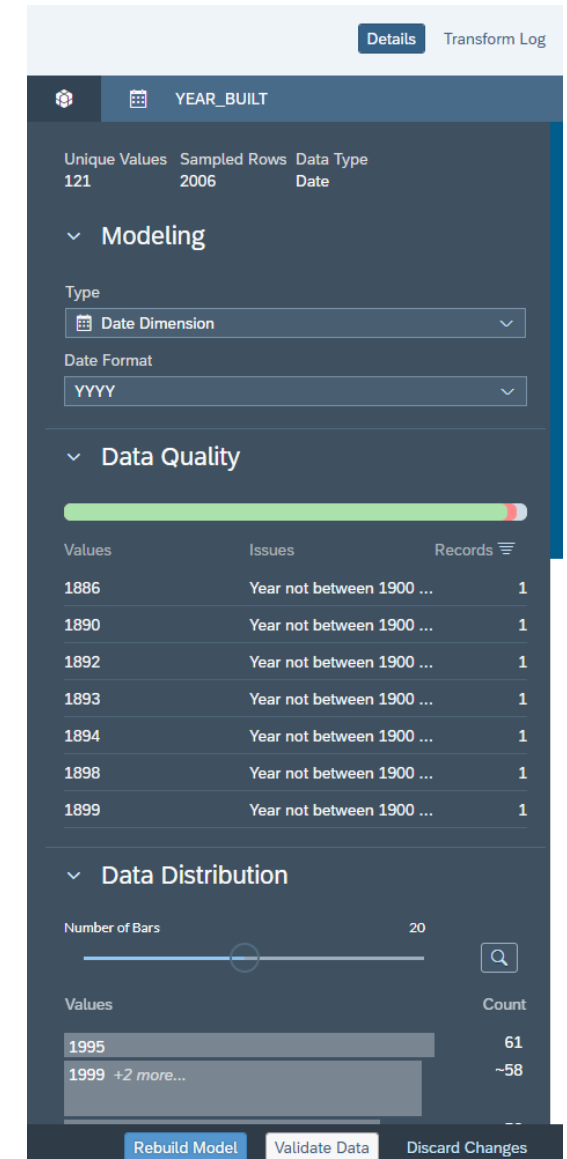 Details Transform Log
YEAR_BUILT
Unique Values Sampled Rows Data Type
121 2006 Date
Modeling
Type
Date Dimension
Date Format
YYYY
Data Quality
Values Issues Records
1886 Year not between 1900 ... 1
1890 Year not between 1900 ... 1
1892 Year not between 1900 ... 1
1893 Year not between 1900 ... 1
1894 Year not between 1900 ... 1
1898 Year not between 1900 ... 1
1899 Year not between 1900 ... 1
Data Distribution
Number of Bars 20
Values Count
1995 61
1999 +2 more... ~58
Rebuild Model Validate Data Discard Changes